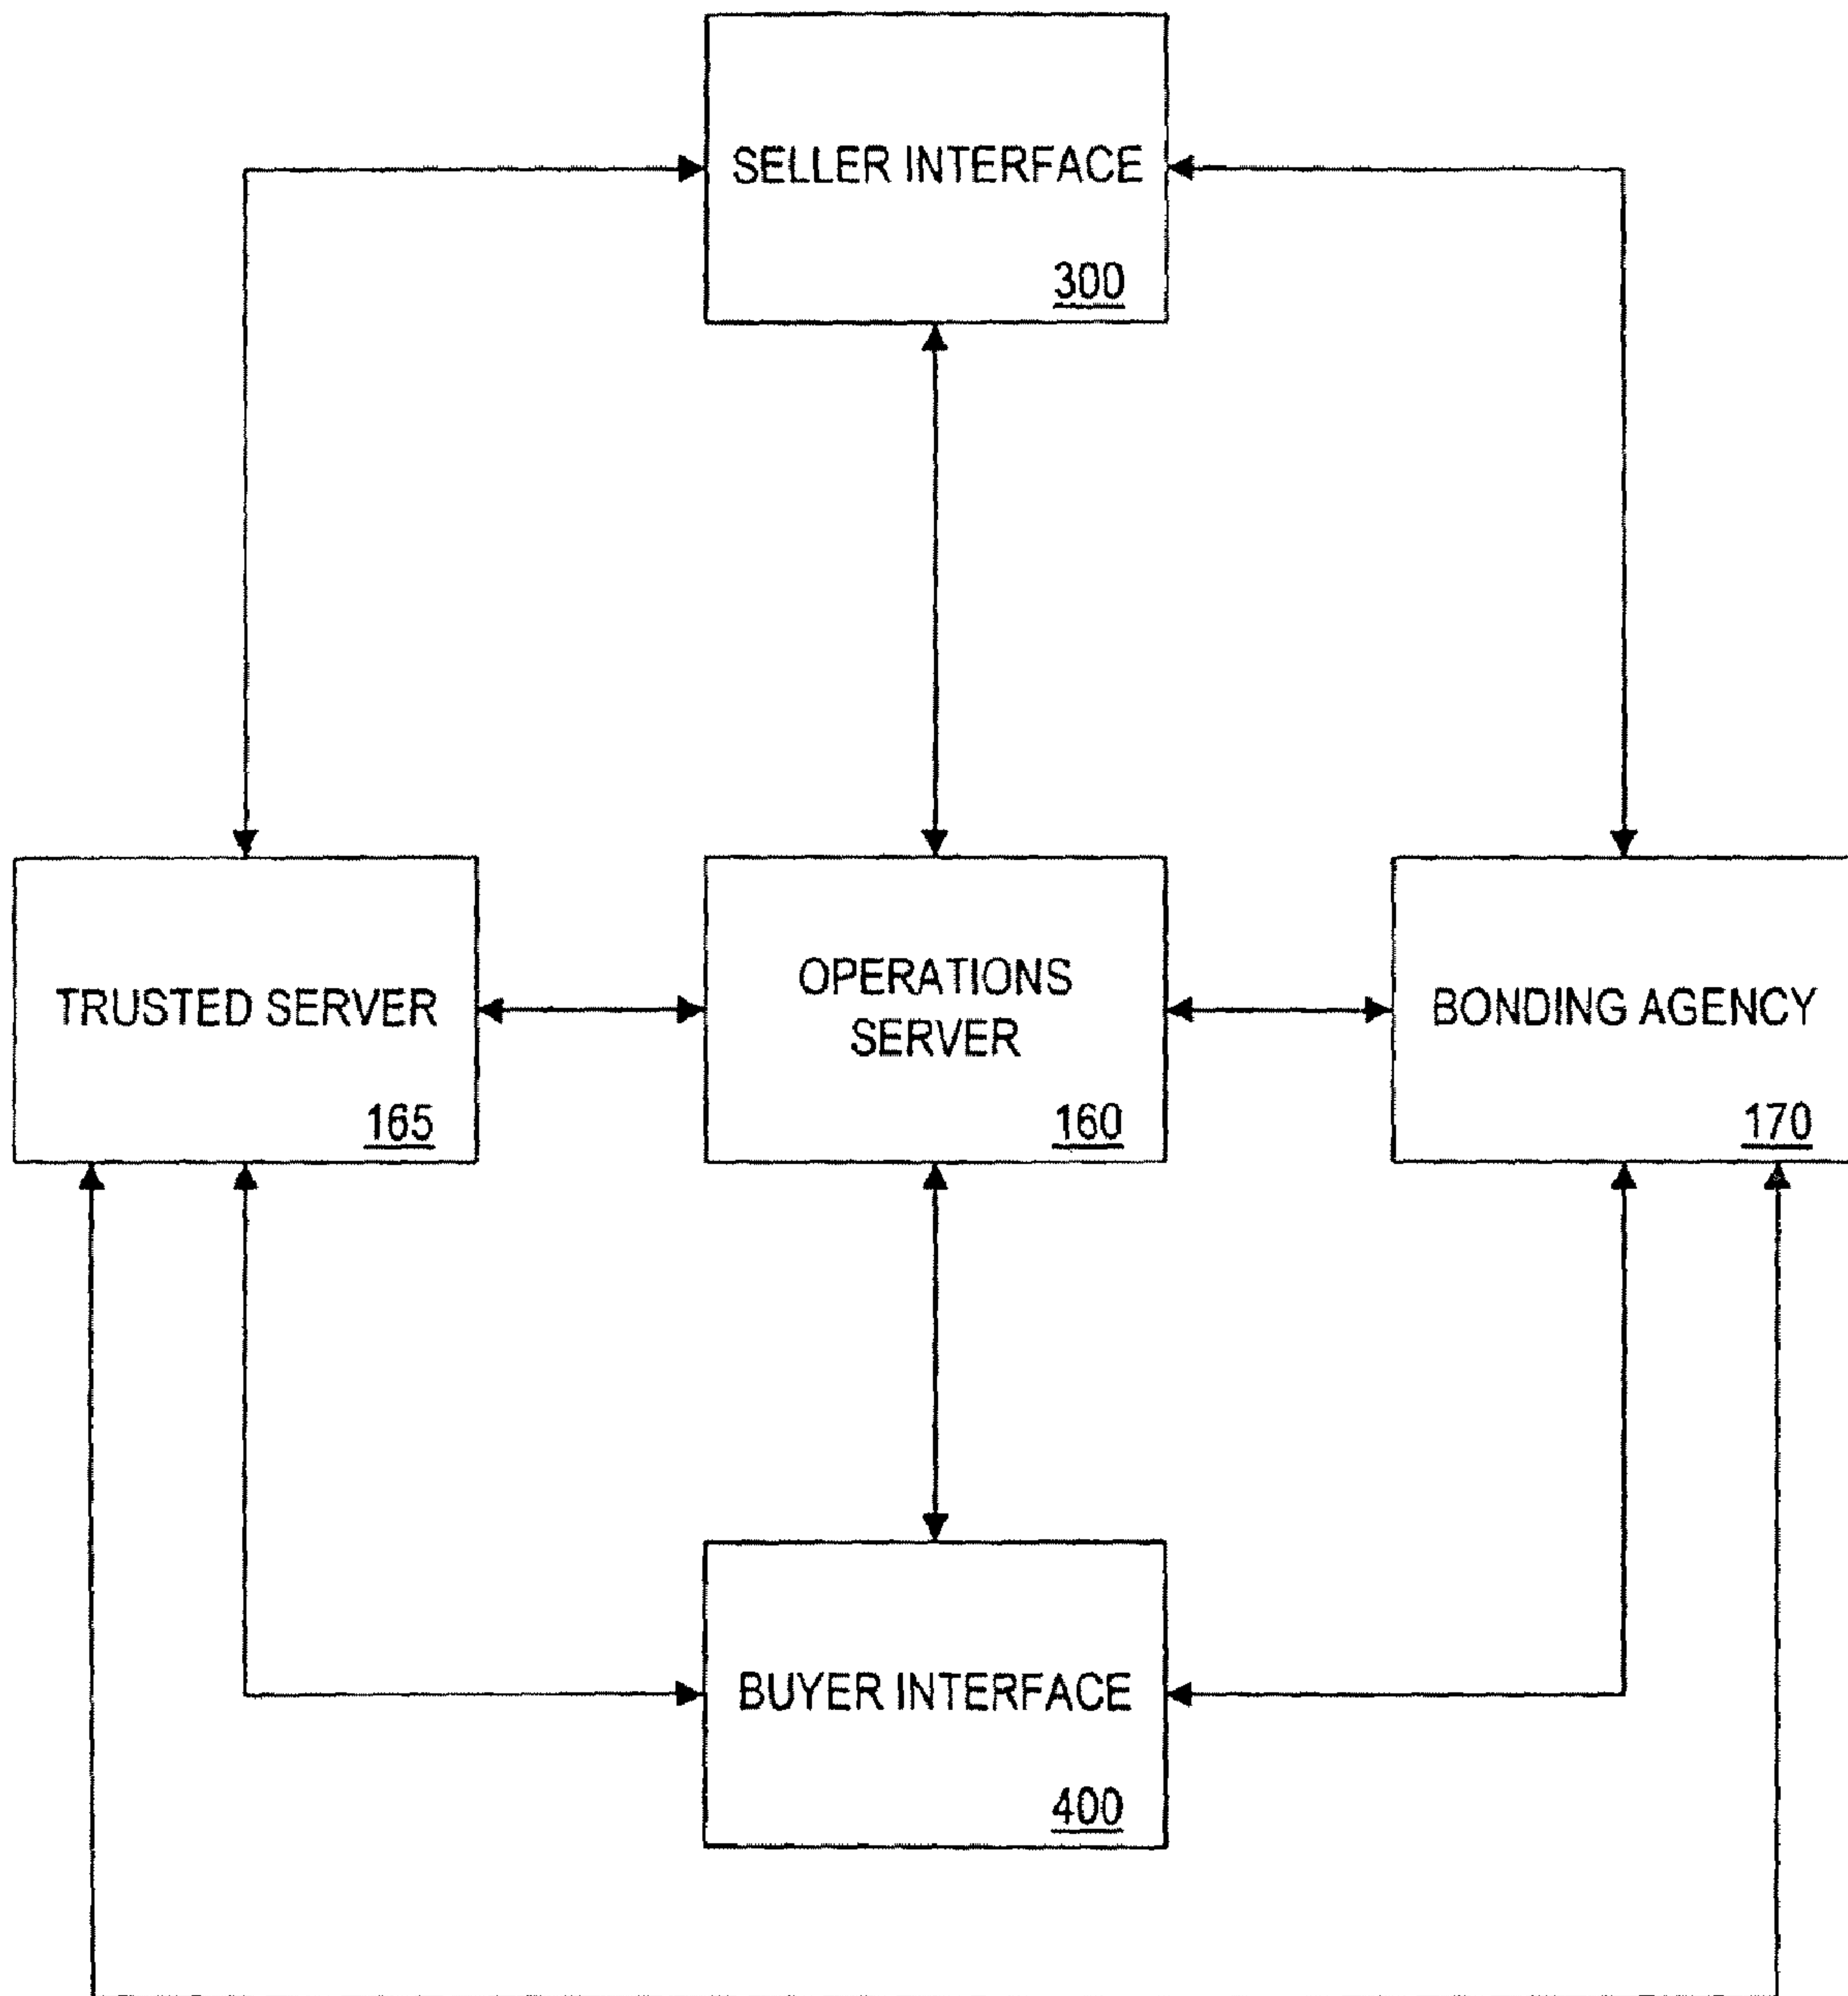 SELLER INTERFACE
300
TRUSTED SERVER
165
OPERATIONS
SERVER
160
BONDING AGENCY
170
BUYER INTERFACE
400